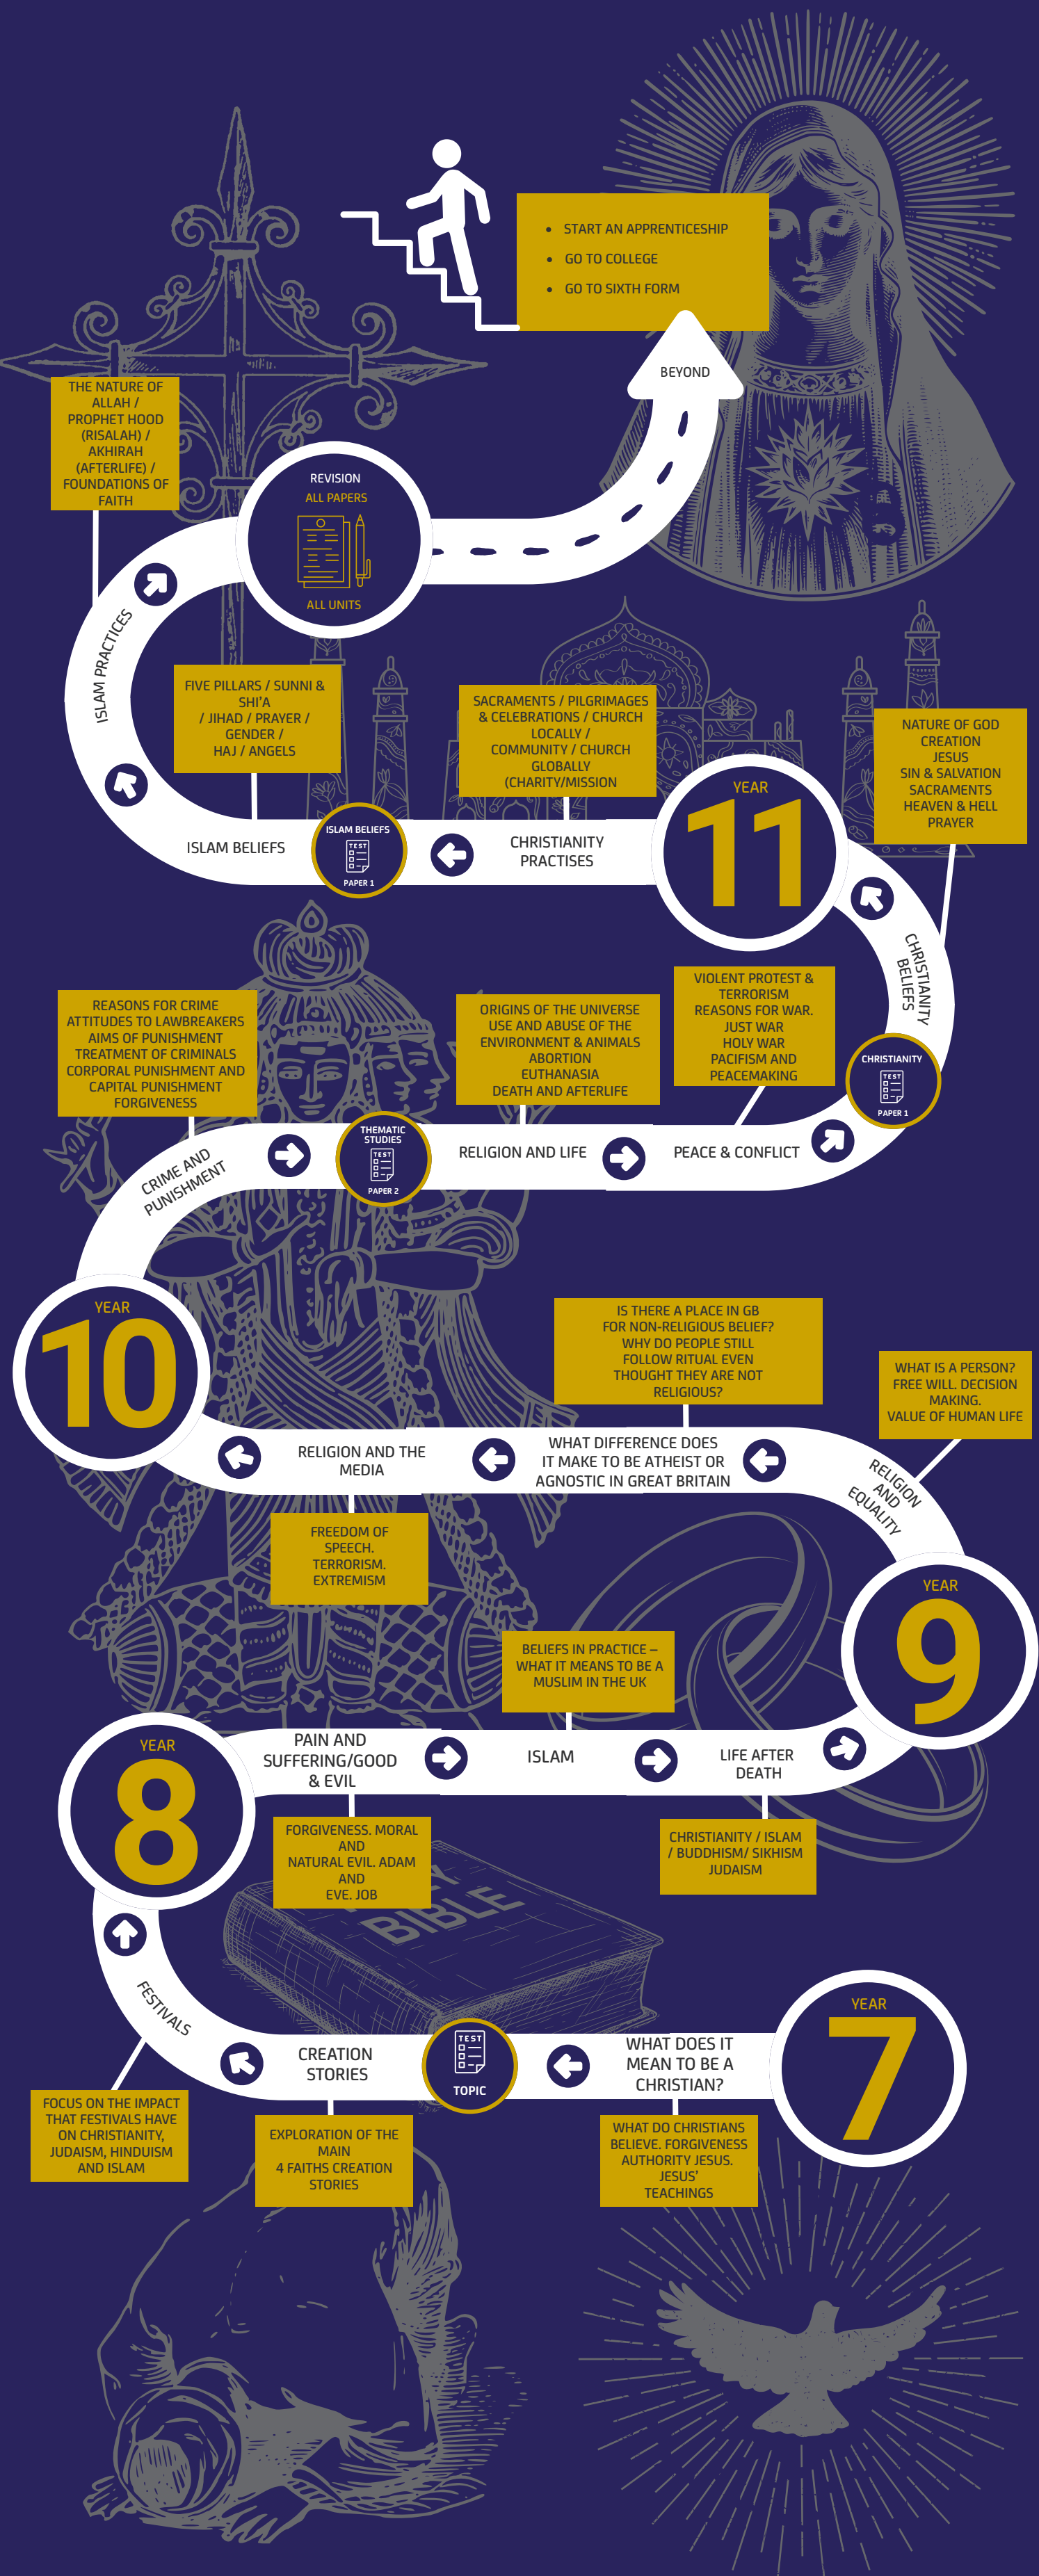 START AN APPRENTICESHIP
GO TO COLLEGE
GO TO SIXTH FORM
BEYOND
THE NATURE OF
ALLAH /
PROPHET HOOD
(RISALAH) /
AKHIRAH
(AFTERLIFE) /
FOUNDATIONS OF
FAITH
REVISION
ALL PAPERS
ALL UNITS
ISLAM PRACTICES
FIVE PILLARS / SUNNI &
SHI'A
/ JIHAD / PRAYER /
GENDER /
HAJ / ANGELS
SACRAMENTS / PILGRIMAGES
& CELEBRATIONS / CHURCH
LOCALLY /
COMMUNITY / CHURCH
GLOBALLY
(CHARITY/MISSION
NATURE OF GOD
CREATION
JESUS
SIN & SALVATION
SACRAMENTS
HEAVEN & HELL
PRAYER
YEAR
11
ISLAM BELIEFS
ISLAM BELIEFS
TEST
PAPER 1
CHRISTIANITY
PRACTISES
CHRISTIANITY
BELIEFS
REASONS FOR CRIME
ATTITUDES TO LAWBREAKERS
AIMS OF PUNISHMENT
TREATMENT OF CRIMINALS
CORPORAL PUNISHMENT AND
CAPITAL PUNISHMENT
FORGIVENESS
ORIGINS OF THE UNIVERSE
USE AND ABUSE OF THE
ENVIRONMENT & ANIMALS
ABORTION
EUTHANASIA
DEATH AND AFTERLIFE
VIOLENT PROTEST &
TERRORISM
REASONS FOR WAR.
JUST WAR
HOLY WAR
PACIFISM AND
PEACEMAKING
CHRISTIANITY
TEST
PAPER 1
CRIME AND
PUNISHMENT
THEMATIC
STUDIES
TEST
PAPER 2
RELIGION AND LIFE
PEACE & CONFLICT
YEAR
10
IS THERE A PLACE IN GB
FOR NON-RELIGIOUS BELIEF?
WHY DO PEOPLE STILL
FOLLOW RITUAL EVEN
THOUGHT THEY ARE NOT
RELIGIOUS?
WHAT IS A PERSON?
FREE WILL. DECISION
MAKING.
VALUE OF HUMAN LIFE
RELIGION AND THE
MEDIA
WHAT DIFFERENCE DOES
IT MAKE TO BE ATHEIST OR
AGNOSTIC IN GREAT BRITAIN
RELIGION
AND
EQUALITY
FREEDOM OF
SPEECH.
TERRORISM.
EXTREMISM
YEAR
9
BELIEFS IN PRACTICE –
WHAT IT MEANS TO BE A
MUSLIM IN THE UK
YEAR
8
PAIN AND
SUFFERING/GOOD
& EVIL
ISLAM
LIFE AFTER
DEATH
FORGIVENESS. MORAL
AND
NATURAL EVIL. ADAM
AND
EVE. JOB
CHRISTIANITY / ISLAM
/ BUDDHISM/ SIKHISM
JUDAISM
BIBLE
FESTIVALS
CREATION
STORIES
TEST
TOPIC
WHAT DOES IT
MEAN TO BE A
CHRISTIAN?
YEAR
7
FOCUS ON THE IMPACT
THAT FESTIVALS HAVE
ON CHRISTIANITY,
JUDAISM, HINDUISM
AND ISLAM
EXPLORATION OF THE
MAIN
4 FAITHS CREATION
STORIES
WHAT DO CHRISTIANS
BELIEVE. FORGIVENESS
AUTHORITY JESUS.
JESUS'
TEACHINGS